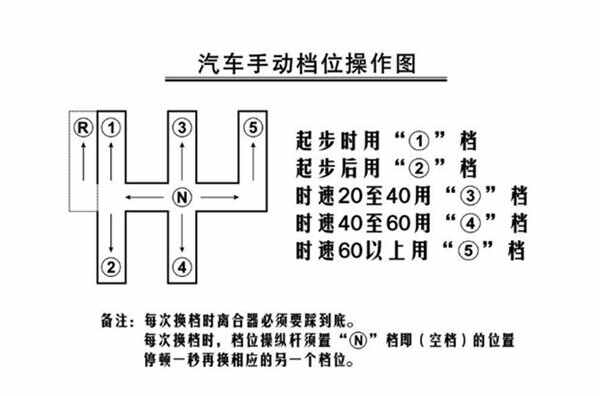 汽车手动档位操作图
R ① ③ ⑤
N
② ④
起步时用“①”档
起步后用“②”档
时速20至40用“③”档
时速40至60用“④”档
时速60以上用“⑤”档
备注：每次换档时离合器必须要踩到底。
每次换档时，档位操纵杆须置“Ⓝ”档即（空档）的位置
停顿一秒再换相应的另一个档位。